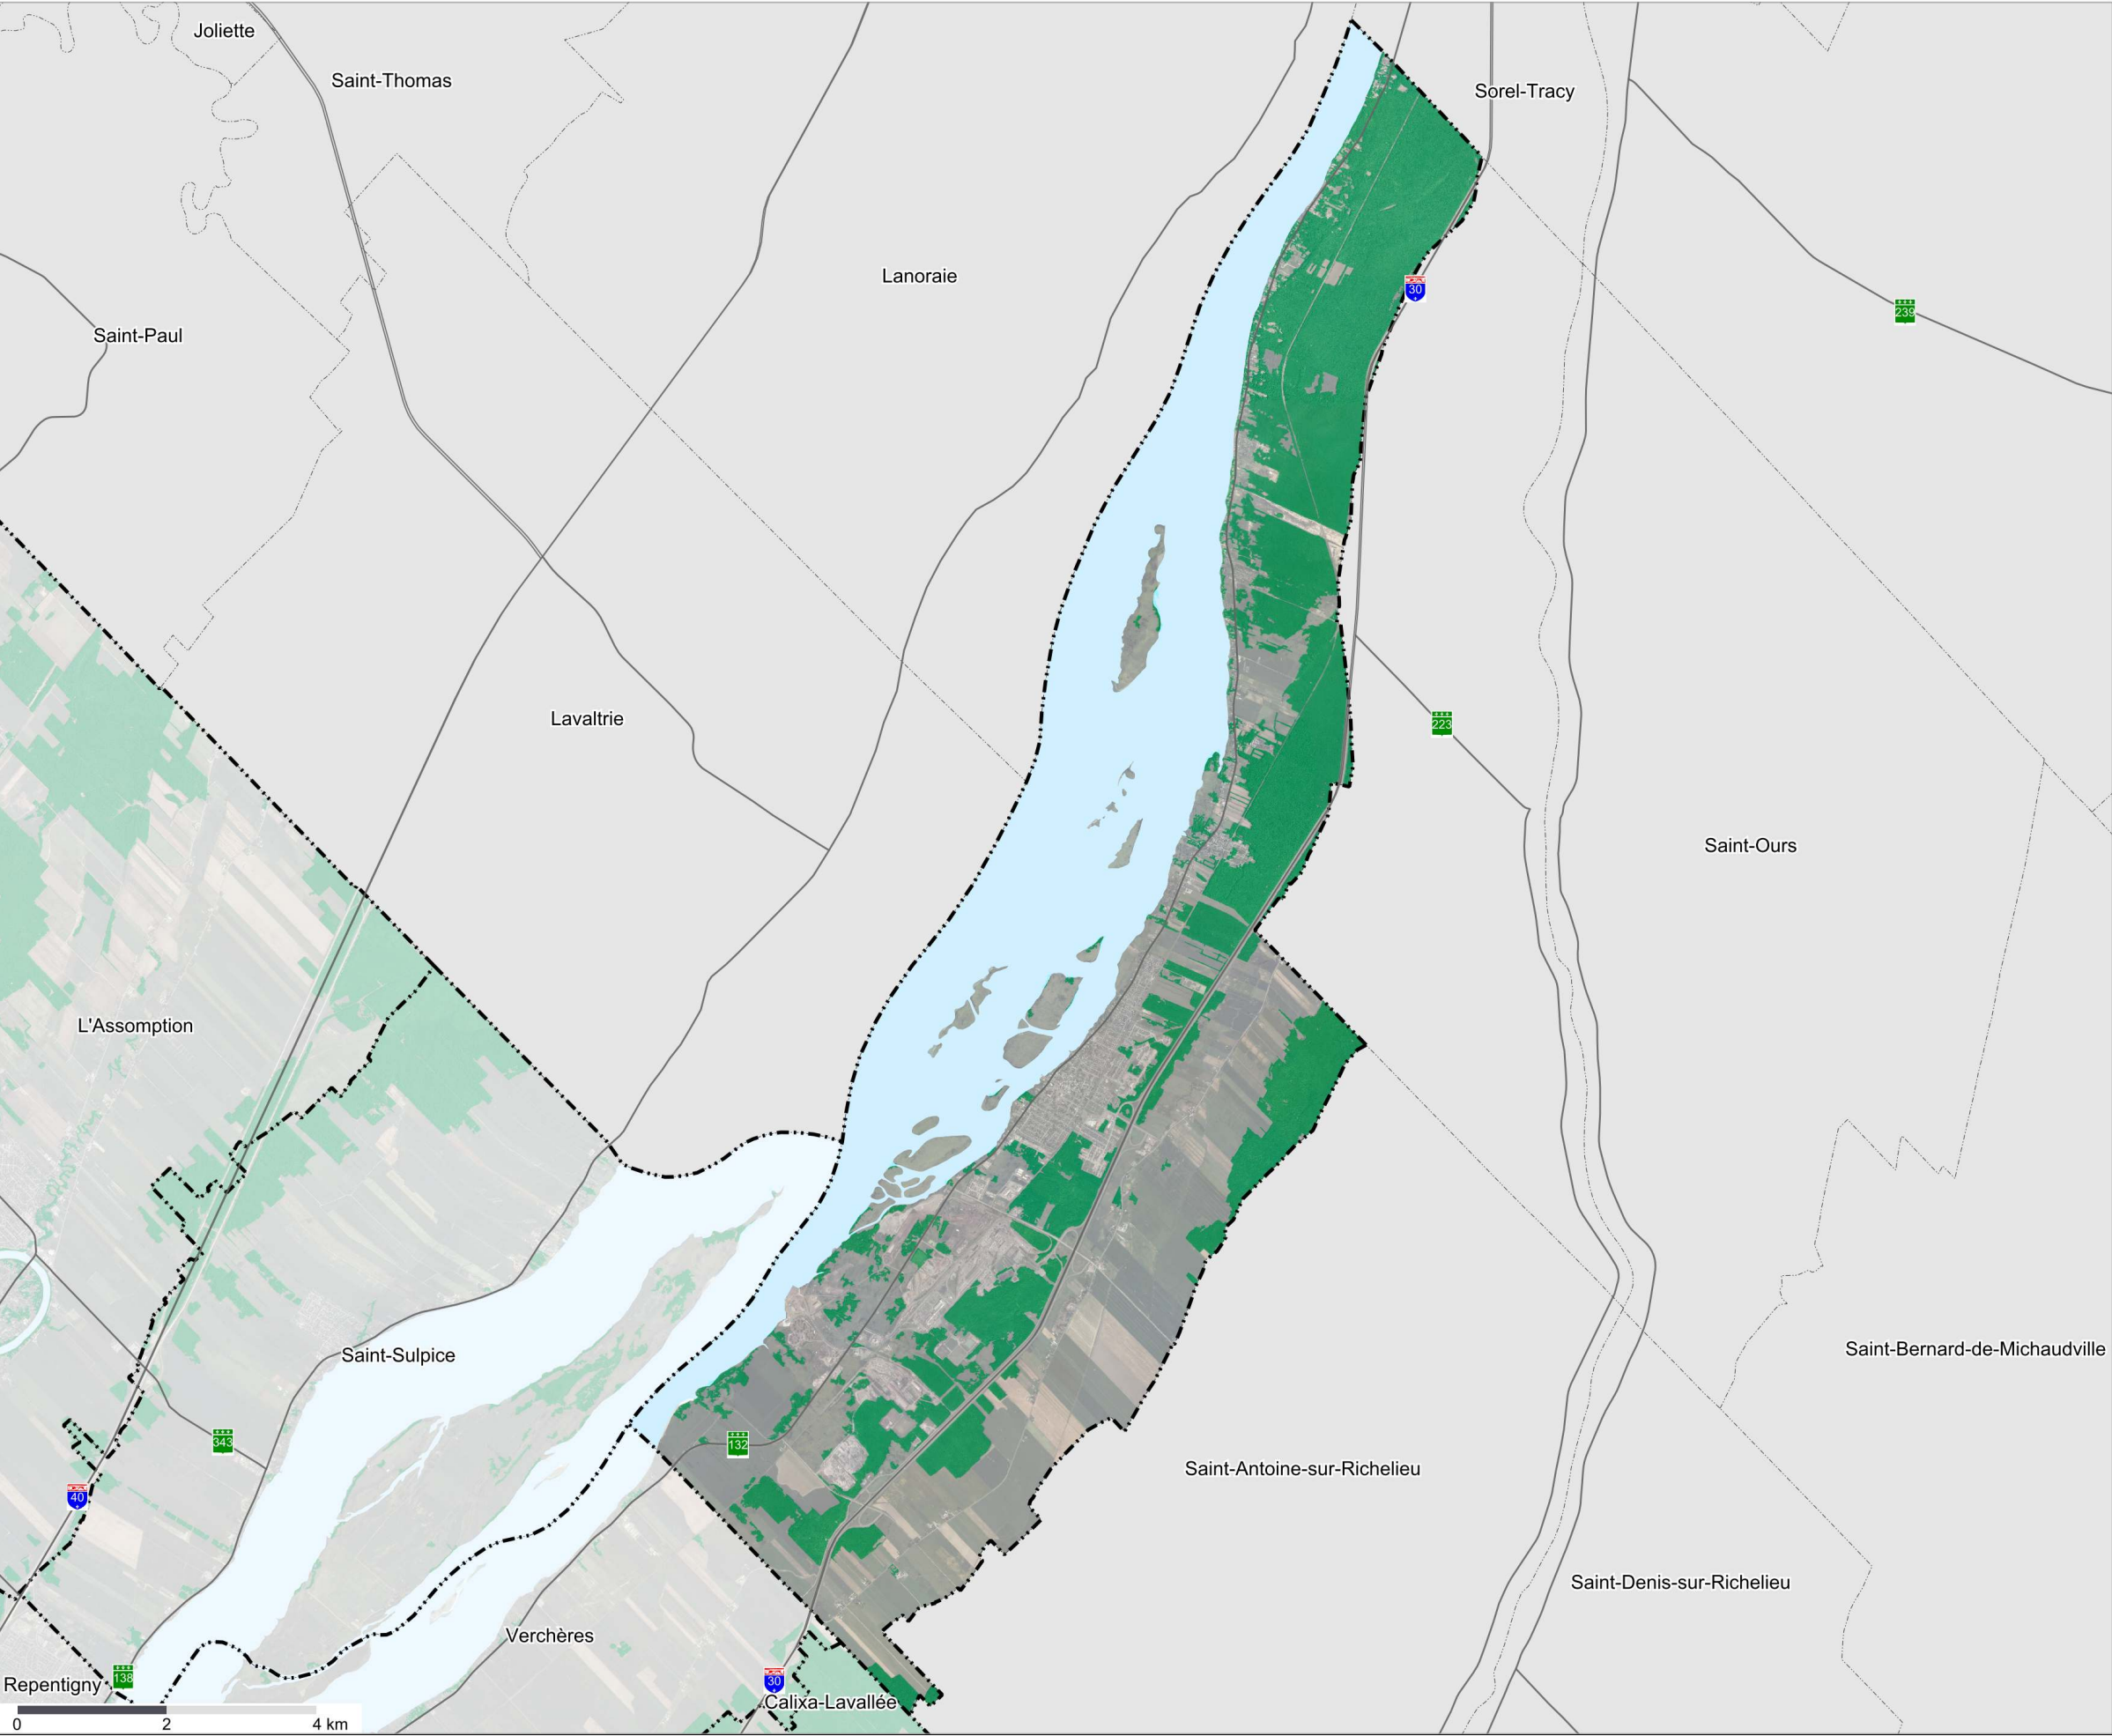 Joliette
Saint-Thomas
Sorel-Tracy
Lanoraie
30
239
Saint-Paul
Lavaltrie
223
Saint-Ours
L'Assomption
Saint-Sulpice
Saint-Bernard-de-Michaudville
343
132
Saint-Antoine-sur-Richelieu
40
Saint-Denis-sur-Richelieu
Verchères
138
30
Repentigny
Calixa-Lavallée
0 2 4 km